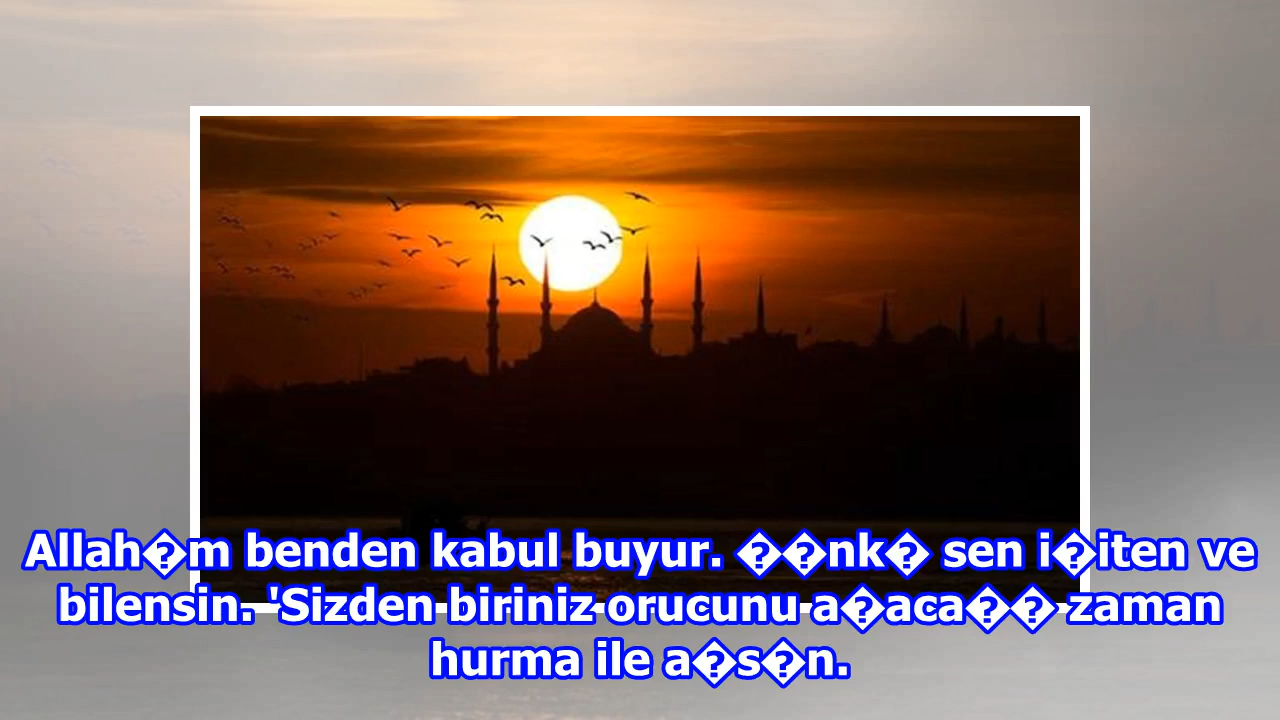 Allah�m benden kabul buyur. ��nk� sen i�iten ve
bilensin. 'Sizden biriniz orucunu a�aca�� zaman
hurma ile a�s�n.